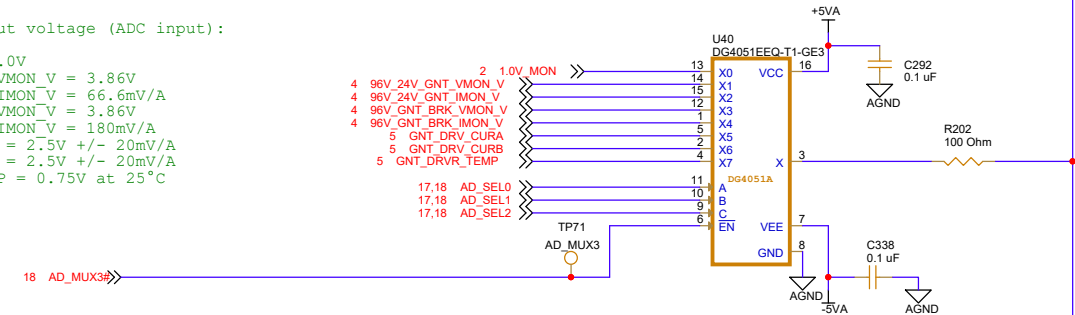 ut voltage (ADC input):
.0V
VMON_V = 3.86V
IMON_V = 66.6mV/A
VMON_V = 3.86V
IMON_V = 180mV/A
= 2.5V +/- 20mV/A
= 2.5V +/- 20mV/A
P = 0.75V at 25°C
+5VA
U40
DG4051EEQ-T1-GE3
C292
0.1 uF
AGND
2 1.0V_MON 13 X0 VCC 16
4 96V_24V_GNT_VMON_V 14 X1
4 96V_24V_GNT_IMON_V 15 X2
4 96V_GNT_BRK_VMON_V 12 X3
4 96V_GNT_BRK_IMON_V 1 X4
5 GNT_DRV_CURA 5 X5
5 GNT_DRV_CURB 2 X6
5 GNT_DRVR_TEMP 4 X7 X 3
R202
100 Ohm
DG4051A
17,18 AD_SEL0 11 A
17,18 AD_SEL1 10 B
17,18 AD_SEL2 9 C
6 EN VEE 7
GND 8
TP71
AD_MUX3
18 AD_MUX3#
C338
0.1 uF
AGND
-5VA
AGND